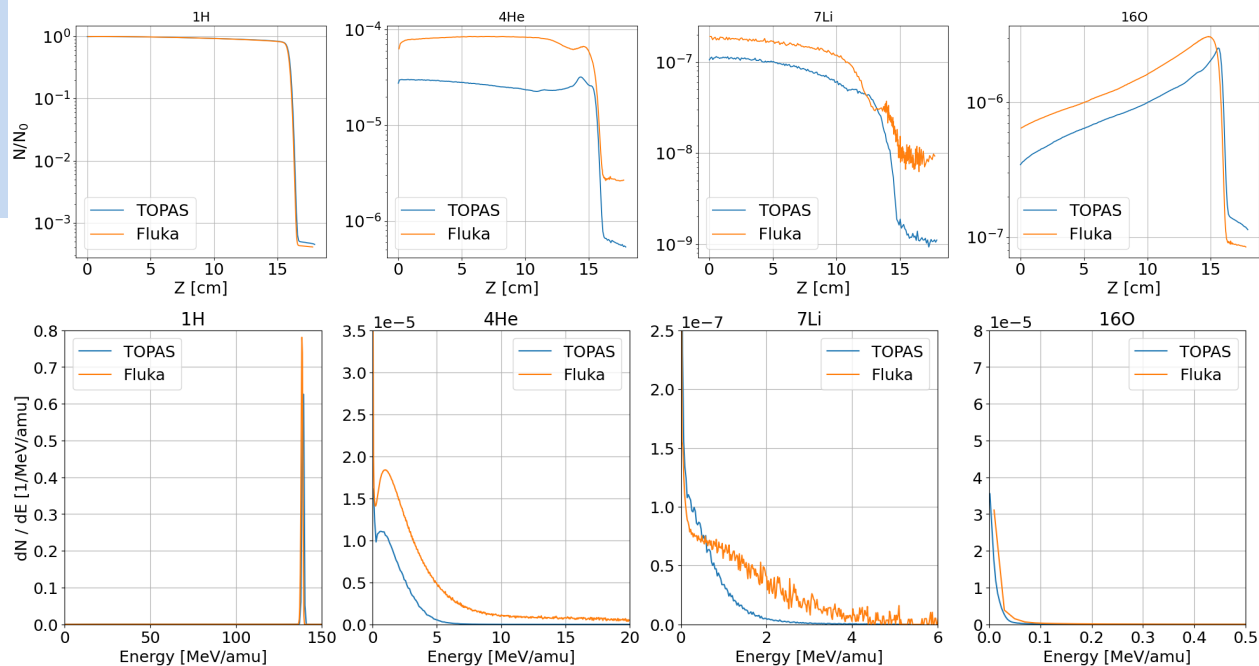 1H
N/N₀
10⁰
10⁻¹
10⁻²
10⁻³
TOPAS
Fluka
0 5 10 15
Z [cm]
4He
10⁻⁴
10⁻⁵
10⁻⁶
TOPAS
Fluka
0 5 10 15
Z [cm]
7Li
10⁻⁷
10⁻⁸
10⁻⁹
TOPAS
Fluka
0 5 10 15
Z [cm]
16O
10⁻⁶
10⁻⁷
TOPAS
Fluka
0 5 10 15
Z [cm]
1H
dN / dE [1/MeV/amu]
0.8
0.7
0.6
0.5
0.4
0.3
0.2
0.1
0.0
TOPAS
Fluka
0 50 100 150
Energy [MeV/amu]
1e-5
4He
3.5
3.0
2.5
2.0
1.5
1.0
0.5
0.0
TOPAS
Fluka
0 5 10 15 20
Energy [MeV/amu]
1e-7
7Li
2.5
2.0
1.5
1.0
0.5
0.0
TOPAS
Fluka
0 2 4 6
Energy [MeV/amu]
1e-5
16O
8
7
6
5
4
3
2
1
0
TOPAS
Fluka
0.0 0.1 0.2 0.3 0.4 0.5
Energy [MeV/amu]